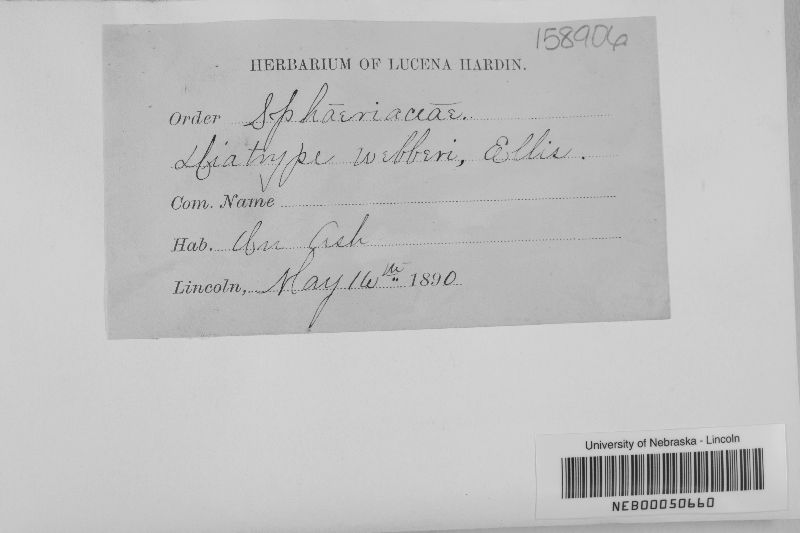 158906
HERBARIUM OF LUCENA HARDIN.
Order Sphäeriaceäe.
Diatrype webberi, Ellis.
Com. Name
Hab. On Ash
Lincoln, May 16th 1890
University of Nebraska - Lincoln
NEB00050660